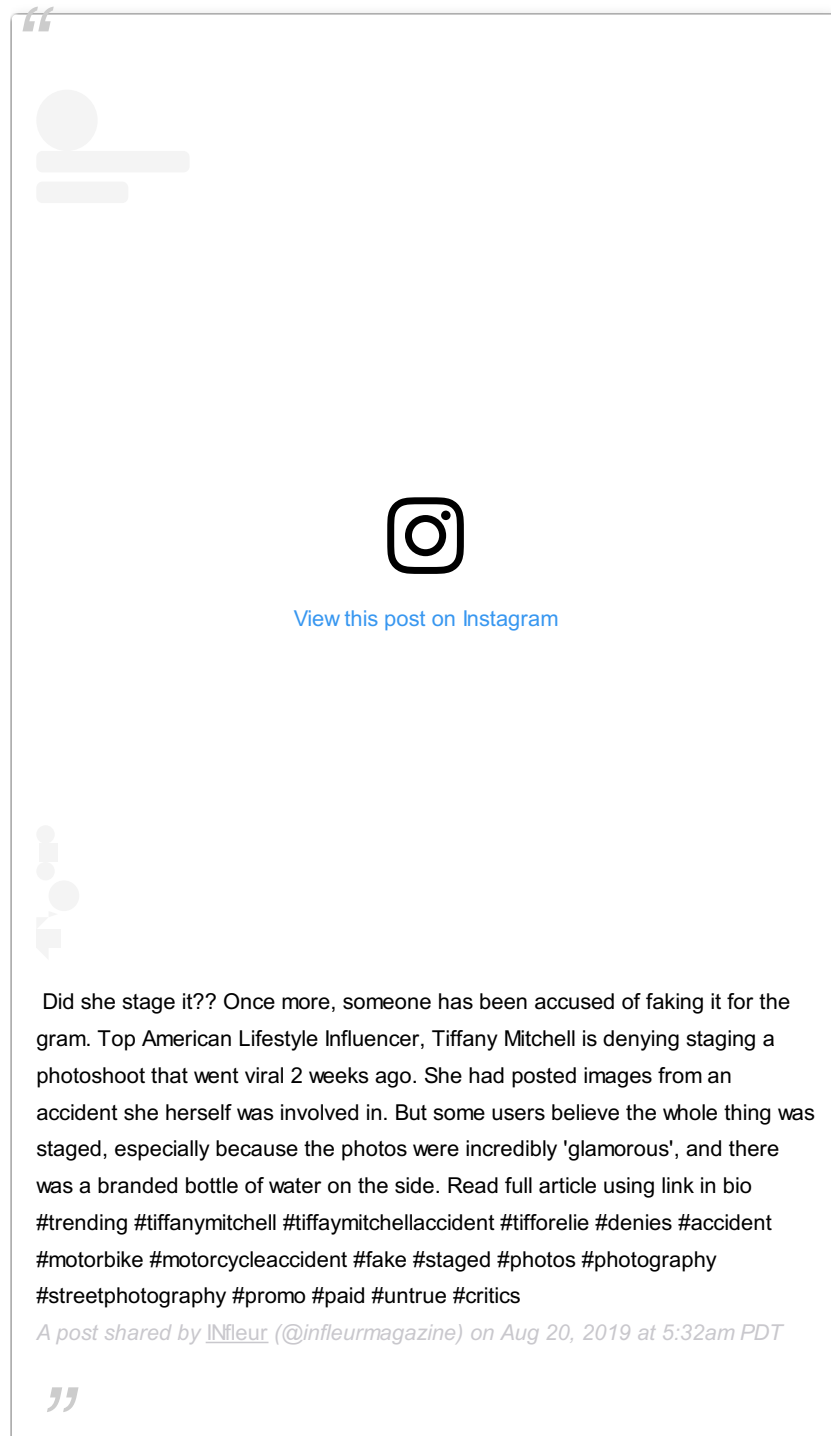 “
View this post on Instagram
Did she stage it?? Once more, someone has been accused of faking it for the
gram. Top American Lifestyle Influencer, Tiffany Mitchell is denying staging a
photoshoot that went viral 2 weeks ago. She had posted images from an
accident she herself was involved in. But some users believe the whole thing was
staged, especially because the photos were incredibly 'glamorous', and there
was a branded bottle of water on the side. Read full article using link in bio
#trending #tiffanymitchell #tiffaymitchellaccident #tifforelie #denies #accident
#motorbike #motorcycleaccident #fake #staged #photos #photography
#streetphotography #promo #paid #untrue #critics
A post shared by INfleur (@infleurmagazine) on Aug 20, 2019 at 5:32am PDT
”